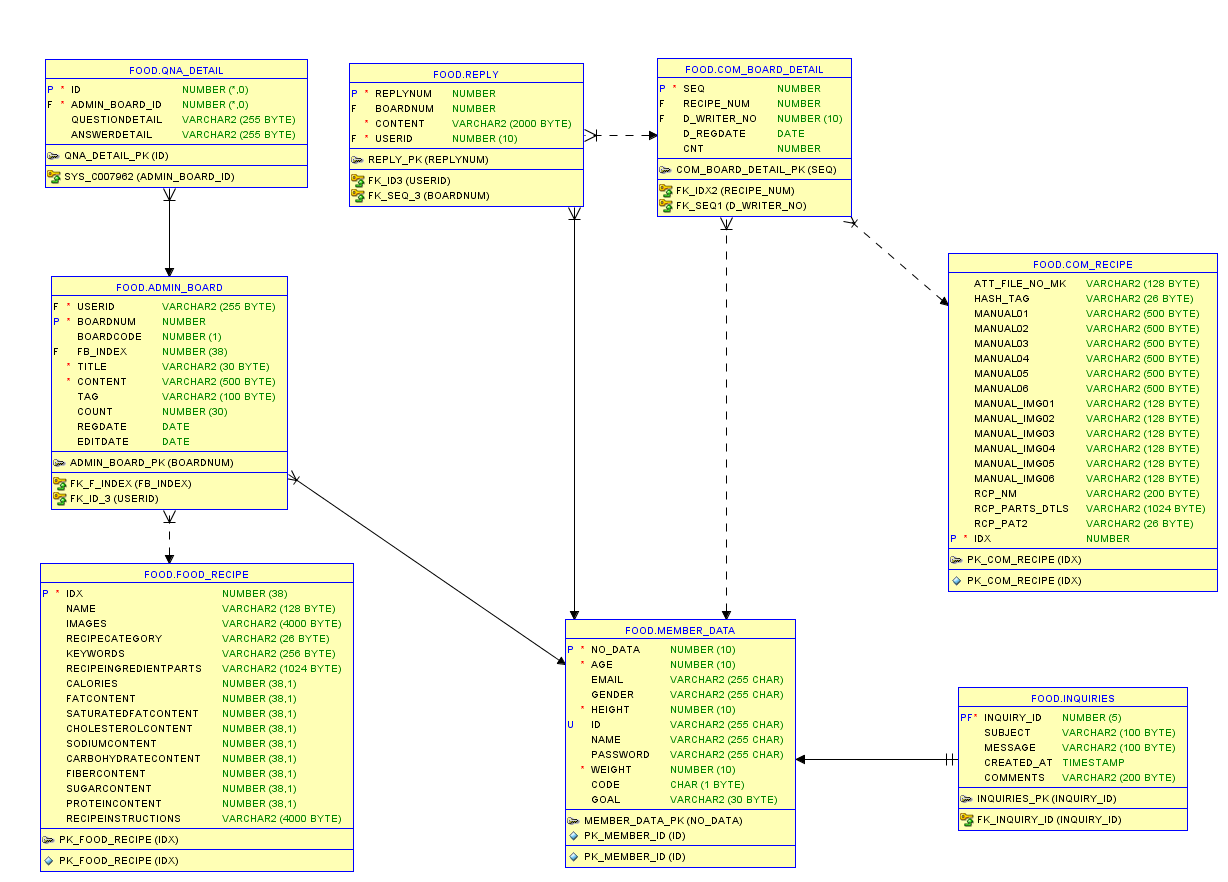 FOOD.QNA_DETAIL
P * ID NUMBER (*,0)
F * ADMIN_BOARD_ID NUMBER (*,0)
QUESTIONDETAIL VARCHAR2 (255 BYTE)
ANSWERDETAIL VARCHAR2 (255 BYTE)
QNA_DETAIL_PK (ID)
SYS_C007962 (ADMIN_BOARD_ID)
FOOD.REPLY
P * REPLYNUM NUMBER
F BOARDNUM NUMBER
* CONTENT VARCHAR2 (2000 BYTE)
F * USERID NUMBER (10)
REPLY_PK (REPLYNUM)
FK_ID3 (USERID)
FK_SEQ_3 (BOARDNUM)
FOOD.COM_BOARD_DETAIL
P * SEQ NUMBER
F RECIPE_NUM NUMBER
F D_WRITER_NO NUMBER (10)
D_REGDATE DATE
CNT NUMBER
COM_BOARD_DETAIL_PK (SEQ)
FK_IDX2 (RECIPE_NUM)
FK_SEQ1 (D_WRITER_NO)
FOOD.COM_RECIPE
ATT_FILE_NO_MK VARCHAR2 (128 BYTE)
HASH_TAG VARCHAR2 (26 BYTE)
MANUAL01 VARCHAR2 (500 BYTE)
MANUAL02 VARCHAR2 (500 BYTE)
MANUAL03 VARCHAR2 (500 BYTE)
MANUAL04 VARCHAR2 (500 BYTE)
MANUAL05 VARCHAR2 (500 BYTE)
MANUAL06 VARCHAR2 (500 BYTE)
MANUAL_IMG01 VARCHAR2 (128 BYTE)
MANUAL_IMG02 VARCHAR2 (128 BYTE)
MANUAL_IMG03 VARCHAR2 (128 BYTE)
MANUAL_IMG04 VARCHAR2 (128 BYTE)
MANUAL_IMG05 VARCHAR2 (128 BYTE)
MANUAL_IMG06 VARCHAR2 (128 BYTE)
RCP_NM VARCHAR2 (200 BYTE)
RCP_PARTS_DTLS VARCHAR2 (1024 BYTE)
RCP_PAT2 VARCHAR2 (26 BYTE)
P * IDX NUMBER
PK_COM_RECIPE (IDX)
PK_COM_RECIPE (IDX)
FOOD.ADMIN_BOARD
F * USERID VARCHAR2 (255 BYTE)
P * BOARDNUM NUMBER
BOARDCODE NUMBER (1)
F FB_INDEX NUMBER (38)
* TITLE VARCHAR2 (30 BYTE)
* CONTENT VARCHAR2 (500 BYTE)
TAG VARCHAR2 (100 BYTE)
COUNT NUMBER (30)
REGDATE DATE
EDITDATE DATE
ADMIN_BOARD_PK (BOARDNUM)
FK_F_INDEX (FB_INDEX)
FK_ID_3 (USERID)
FOOD.FOOD_RECIPE
P * IDX NUMBER (38)
NAME VARCHAR2 (128 BYTE)
IMAGES VARCHAR2 (4000 BYTE)
RECIPECATEGORY VARCHAR2 (26 BYTE)
KEYWORDS VARCHAR2 (256 BYTE)
RECIPEINGREDIENTPARTS VARCHAR2 (1024 BYTE)
CALORIES NUMBER (38,1)
FATCONTENT NUMBER (38,1)
SATURATEDFATCONTENT NUMBER (38,1)
CHOLESTEROLCONTENT NUMBER (38,1)
SODIUMCONTENT NUMBER (38,1)
CARBOHYDRATECONTENT NUMBER (38,1)
FIBERCONTENT NUMBER (38,1)
SUGARCONTENT NUMBER (38,1)
PROTEINCONTENT NUMBER (38,1)
RECIPEINSTRUCTIONS VARCHAR2 (4000 BYTE)
PK_FOOD_RECIPE (IDX)
PK_FOOD_RECIPE (IDX)
FOOD.MEMBER_DATA
P * NO_DATA NUMBER (10)
* AGE NUMBER (10)
EMAIL VARCHAR2 (255 CHAR)
GENDER VARCHAR2 (255 CHAR)
* HEIGHT NUMBER (10)
U ID VARCHAR2 (255 CHAR)
NAME VARCHAR2 (255 CHAR)
PASSWORD VARCHAR2 (255 CHAR)
* WEIGHT NUMBER (10)
CODE CHAR (1 BYTE)
GOAL VARCHAR2 (30 BYTE)
MEMBER_DATA_PK (NO_DATA)
PK_MEMBER_ID (ID)
PK_MEMBER_ID (ID)
FOOD.INQUIRIES
PF* INQUIRY_ID NUMBER (5)
SUBJECT VARCHAR2 (100 BYTE)
MESSAGE VARCHAR2 (100 BYTE)
CREATED_AT TIMESTAMP
COMMENTS VARCHAR2 (200 BYTE)
INQUIRIES_PK (INQUIRY_ID)
FK_INQUIRY_ID (INQUIRY_ID)